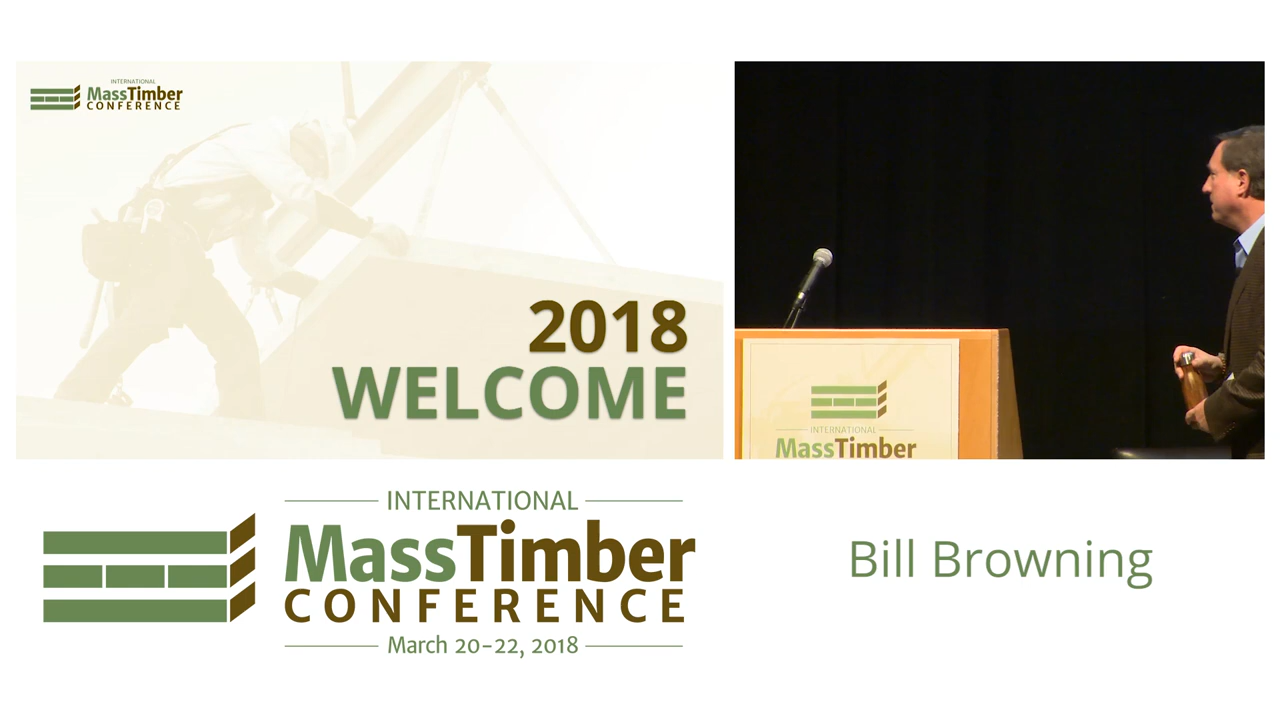 INTERNATIONAL
MassTimber
CONFERENCE
2018
WELCOME
INTERNATIONAL
MassTimber
INTERNATIONAL
MassTimber
CONFERENCE
March 20-22, 2018
Bill Browning